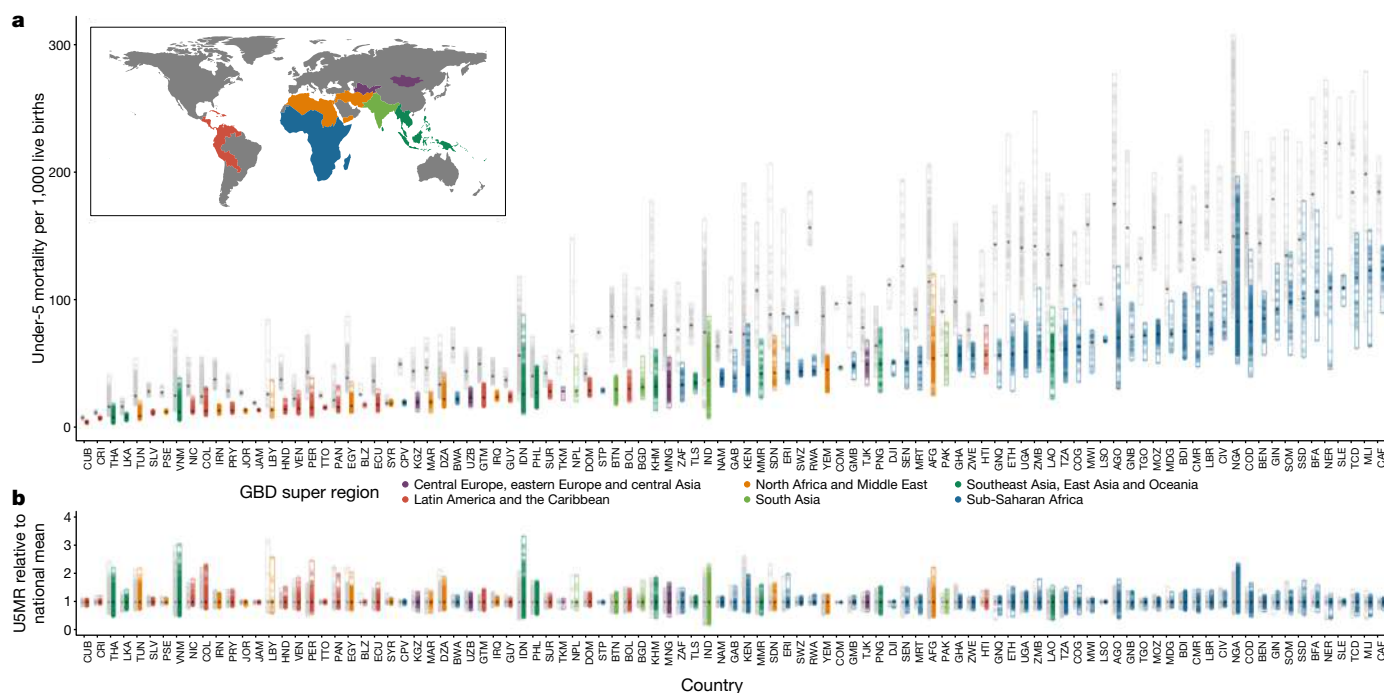 a
Under-5 mortality per 1,000 live births
300
200
100
0
CUB CRI THA LKA TUN SLV PSE VNM NIC COL IRN PRY JOR JAM LBY HND VEN PER TTO PAN EGY BLZ ECU SYR CPV KGZ MAR DZA BWA UZB GTM IRQ GUY IDN PHL SUR TKM NPL DOM STP BTN BOL BGD KHM MNG ZAF TLS IND NAM GAB KEN MMR SDN ERI SWZ RWA YEM COM GMB TJK PNG DJI SEN MRT AFG PAK GHA ZWE HTI GNQ ETH UGA ZMB LAO TZA COG MWI LSO AGO GNB TGO MOZ MDG BDI CMR LBR CIV NGA COD BEN GIN SOM SSD BFA NER SLE TCD MLI CAF
GBD super region
Central Europe, eastern Europe and central Asia
North Africa and Middle East
Southeast Asia, East Asia and Oceania
Latin America and the Caribbean
South Asia
Sub-Saharan Africa
b
U5MR relative to
national mean
4
3
2
1
0
CUB CRI THA LKA TUN SLV PSE VNM NIC COL IRN PRY JOR JAM LBY HND VEN PER TTO PAN EGY BLZ ECU SYR CPV KGZ MAR DZA BWA UZB GTM IRQ GUY IDN PHL SUR TKM NPL DOM STP BTN BOL BGD KHM MNG ZAF TLS IND NAM GAB KEN MMR SDN ERI SWZ RWA YEM COM GMB TJK PNG DJI SEN MRT AFG PAK GHA ZWE HTI GNQ ETH UGA ZMB LAO TZA COG MWI LSO AGO GNB TGO MOZ MDG BDI CMR LBR CIV NGA COD BEN GIN SOM SSD BFA NER SLE TCD MLI CAF
Country